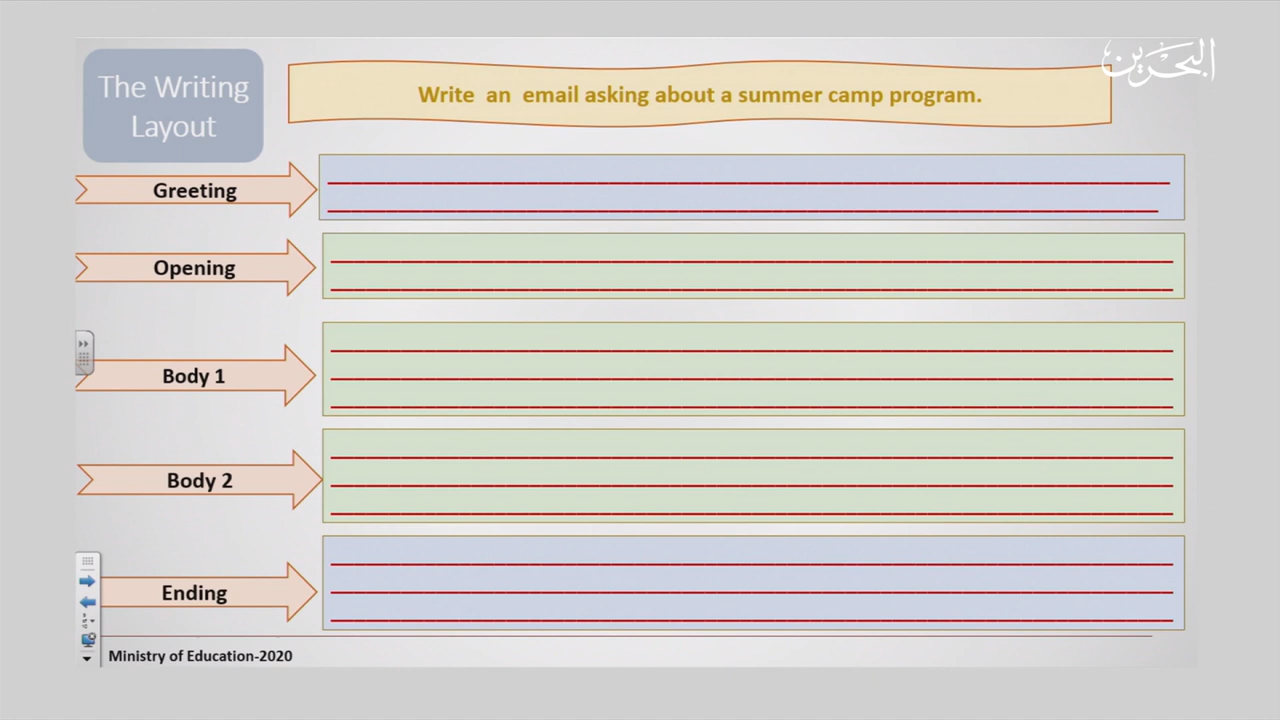 The Writing
Layout
البحرين
Write an email asking about a summer camp program.
Greeting
Opening
Body 1
Body 2
Ending
Ministry of Education-2020